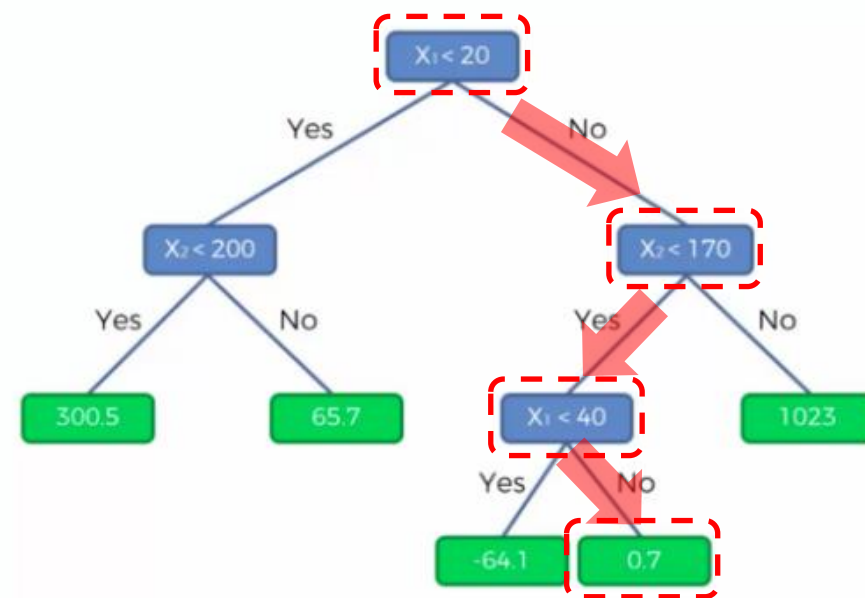 X₁ < 20
Yes
No
X₂ < 200
X₂ < 170
Yes
No
Yes
No
300.5
65.7
X₁ < 40
1023
Yes
No
-64.1
0.7